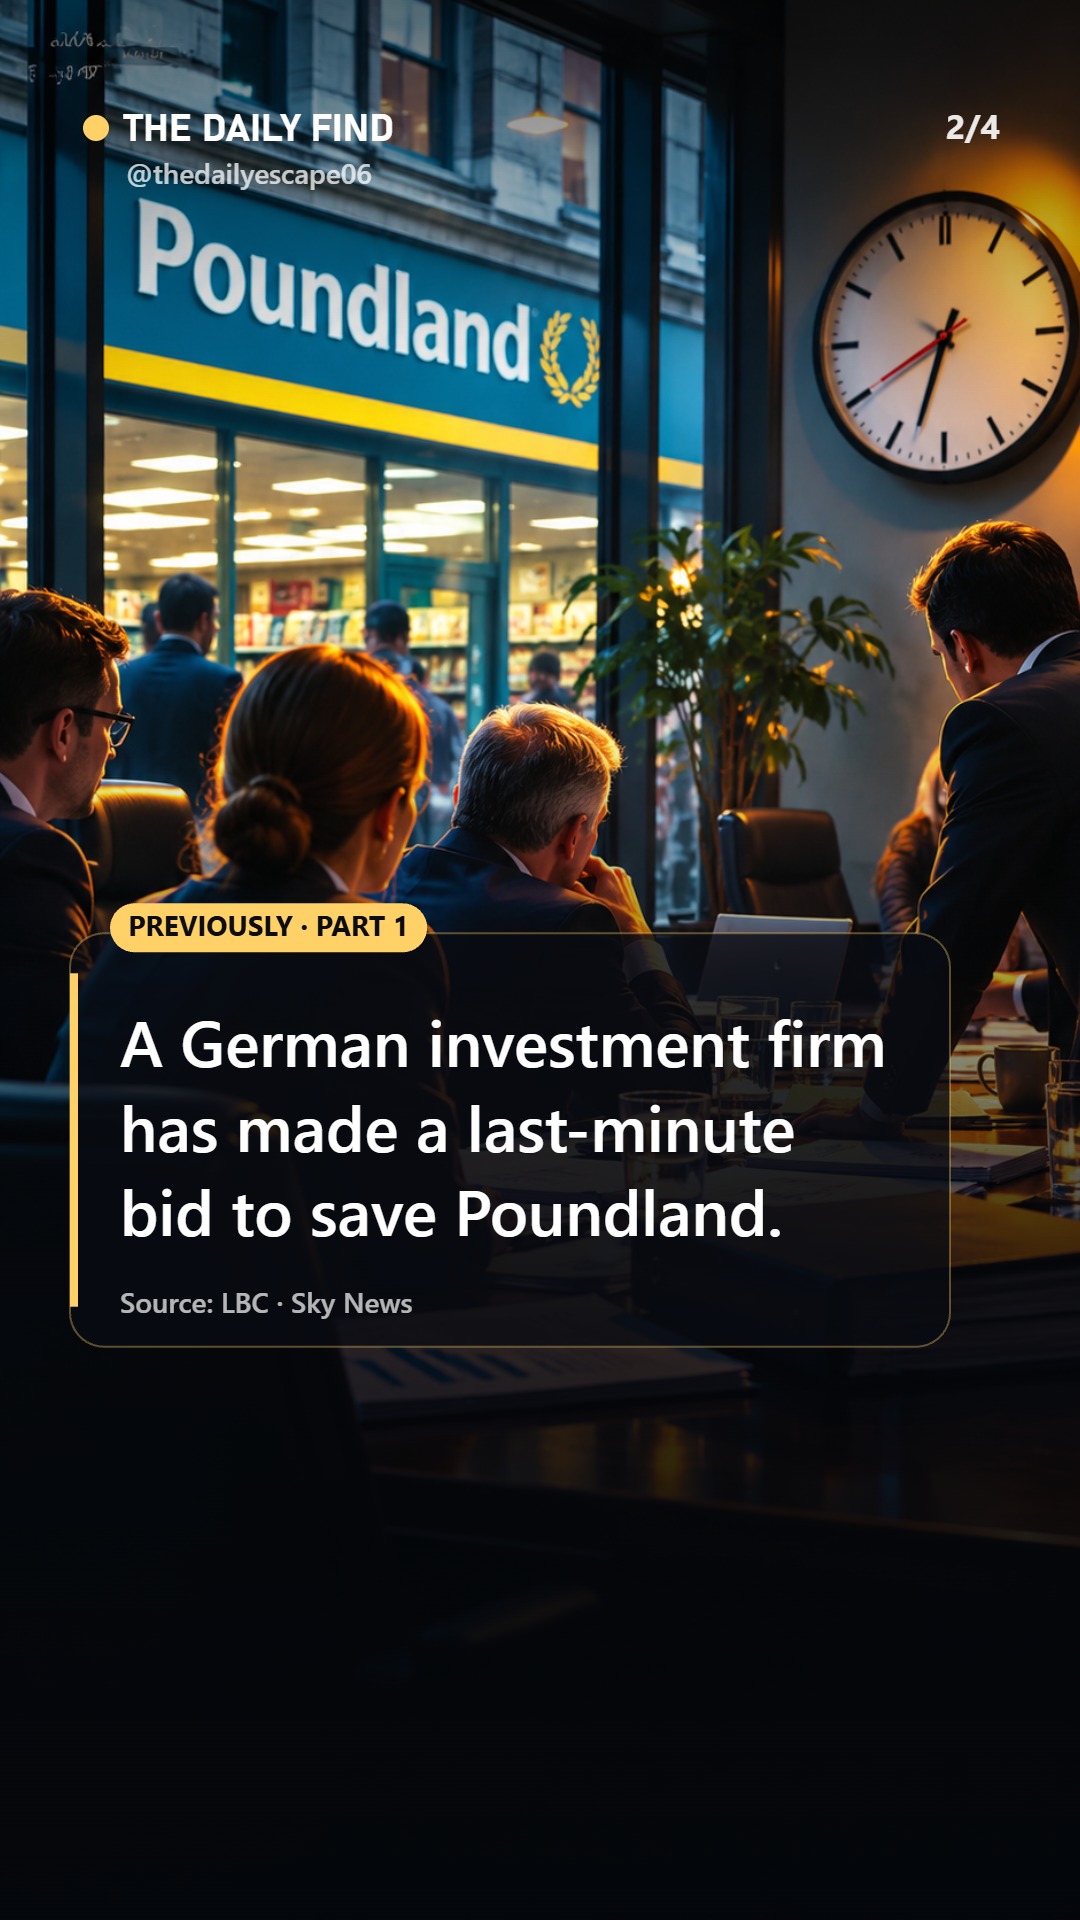 THE DAILY FIND
2/4
@thedailyescape06
Poundland
PREVIOUSLY · PART 1
A German investment firm
has made a last-minute
bid to save Poundland.
Source: LBC · Sky News